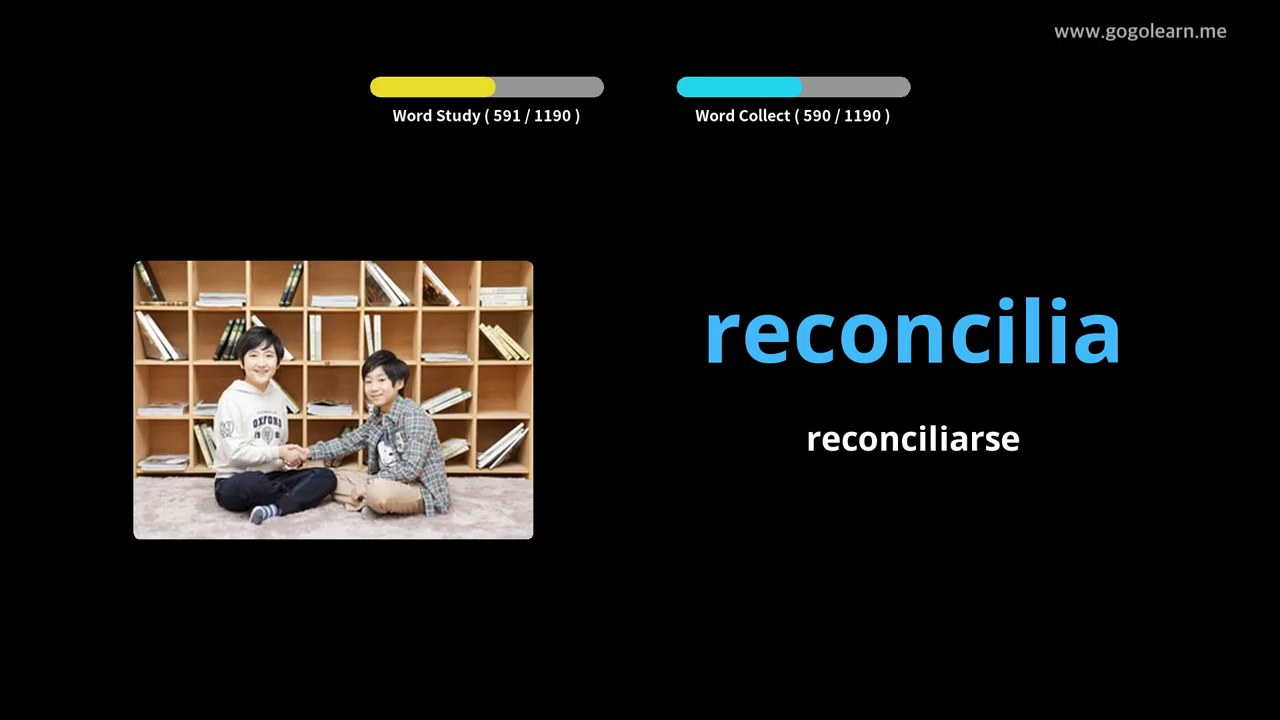 www.gogolearn.me
Word Study ( 591 / 1190 )
Word Collect ( 590 / 1190 )
reconcilia
reconciliarse
OXFORD